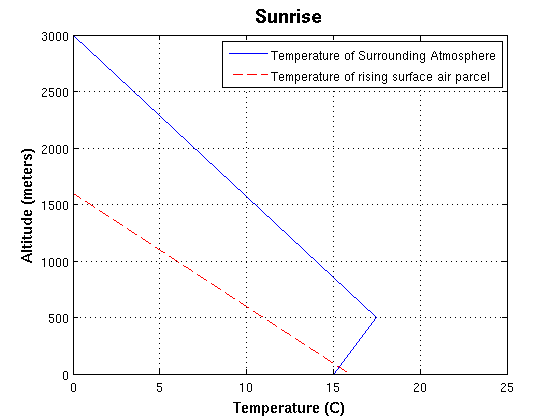 Sunrise
3000
2500
2000
1500
1000
500
0
Altitude (meters)
Temperature of Surrounding Atmosphere
Temperature of rising surface air parcel
0 5 10 15 20 25
Temperature (C)